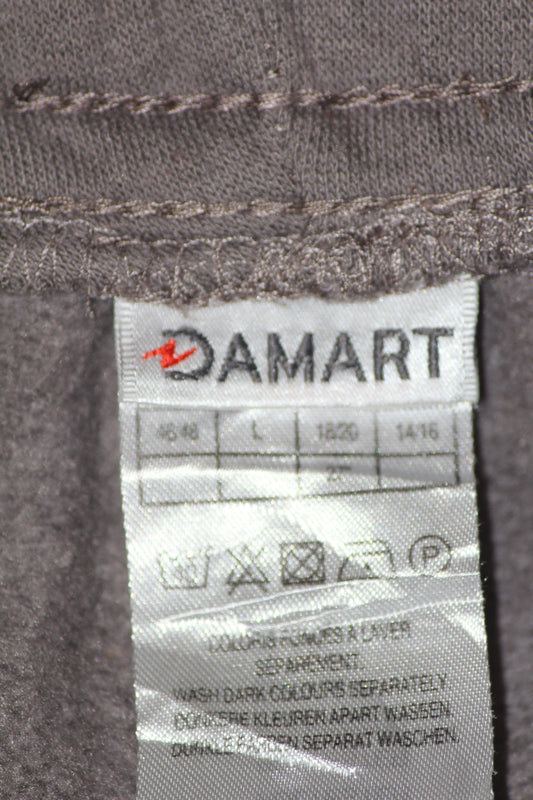 DAMART
46/48 L 18/20 14/16
P
COLORIS FONCES A LAVER
SEPAREMENT.
WASH DARK COLOURS SEPARATELY
DONKERE KLEUREN APART WASSEN.
DUNKLE FARBEN SEPARAT WASCHEN.